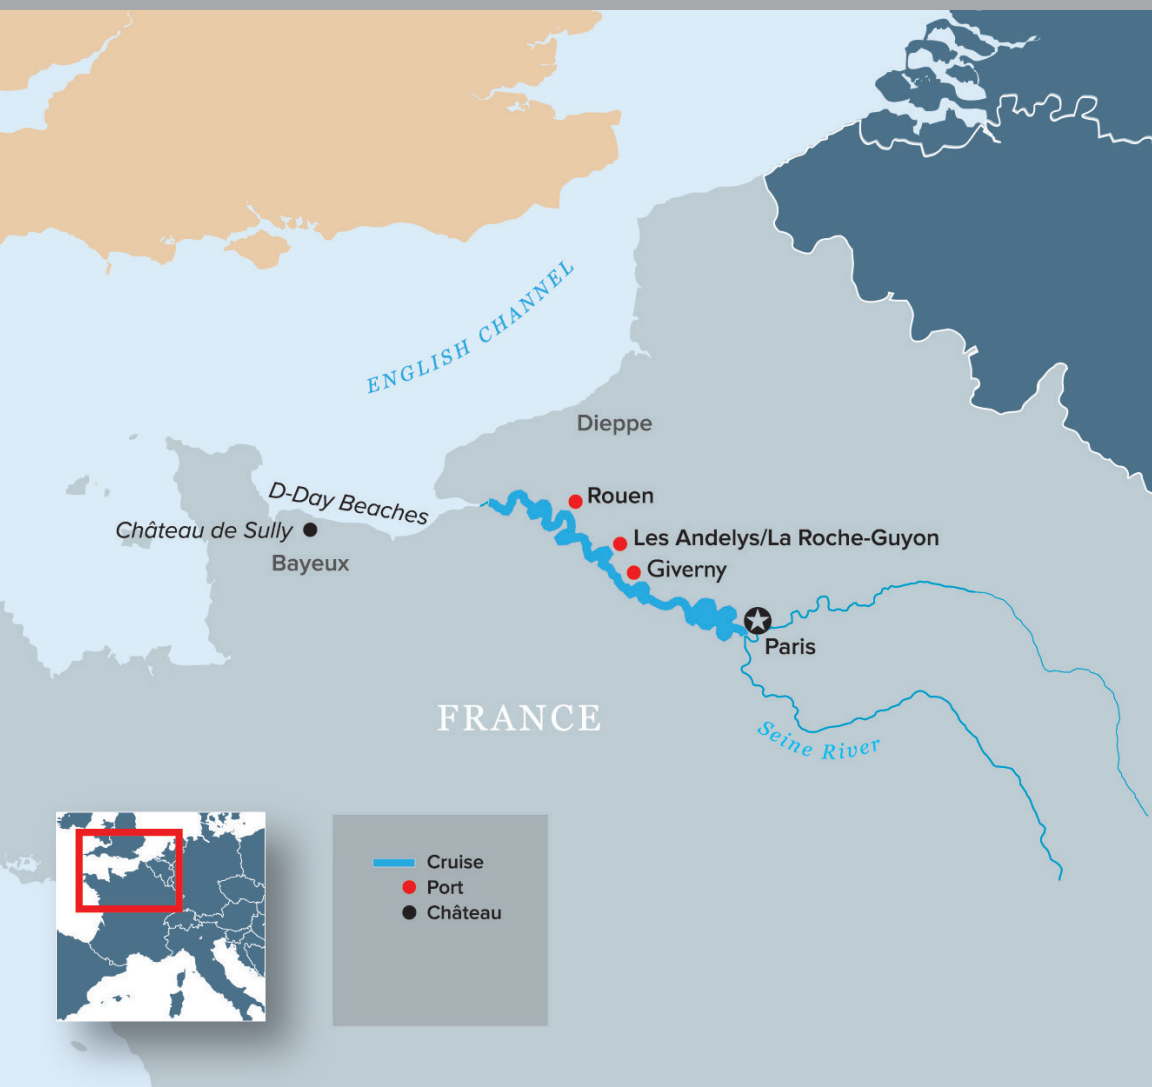 ENGLISH CHANNEL
Dieppe
D-Day Beaches
Rouen
Château de Sully
Les Andelys/La Roche-Guyon
Bayeux
Giverny
Paris
FRANCE
Seine River
Cruise
Port
Château